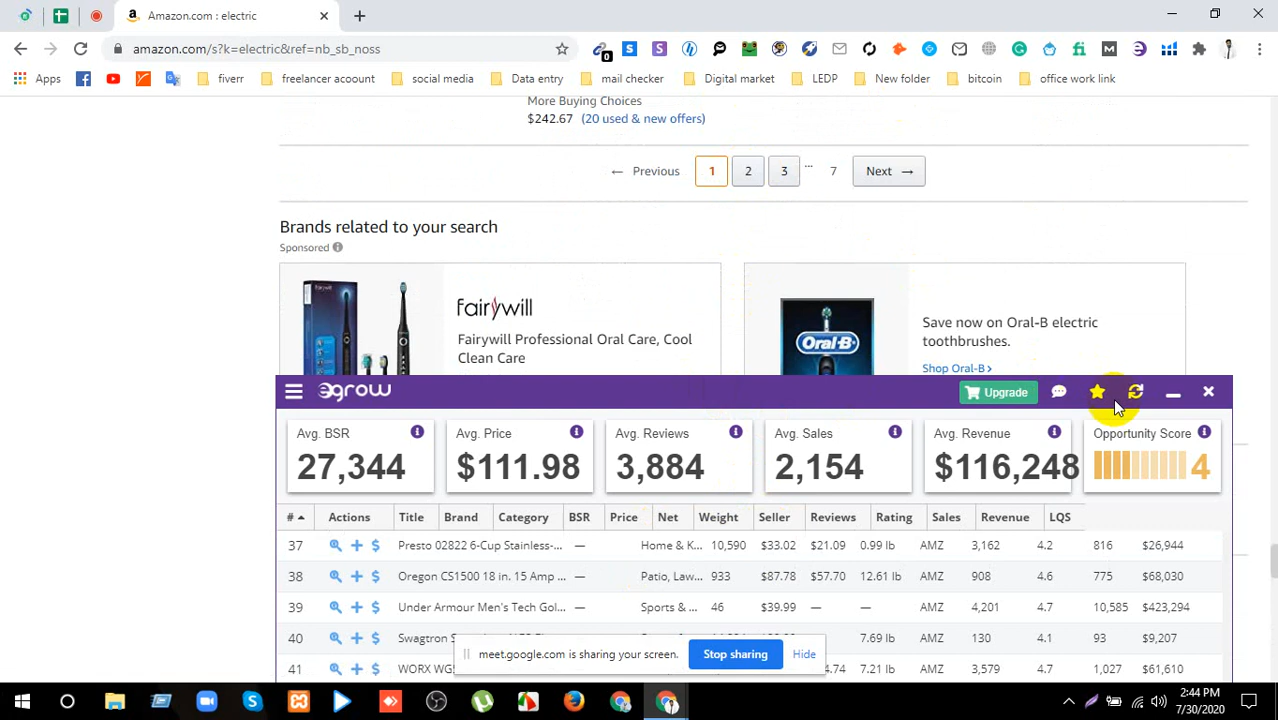 Amazon.com : electric
amazon.com/s?k=electric&ref=nb_sb_noss
0
Apps
fiverr
freelancer acoount
social media
Data entry
mail checker
Digital market
LEDP
New folder
bitcoin
office work link
More Buying Choices
$242.67 (20 used & new offers)
← Previous 1 2 3 ... 7 Next →
Brands related to your search
Sponsored
fairywill
fairywill
Fairywill Professional Oral Care, Cool
Clean Care
Oral-B
Save now on Oral-B electric
toothbrushes.
Shop Oral-B ›
egrow
Upgrade
Avg. BSR
27,344
Avg. Price
$111.98
Avg. Reviews
3,884
Avg. Sales
2,154
Avg. Revenue
$116,248
Opportunity Score
4
# Actions Title Brand Category BSR Price Net Weight Seller Reviews Rating Sales Revenue LQS
37 Presto 02822 6-Cup Stainless-... — Home & K... 10,590 $33.02 $21.09 0.99 lb AMZ 3,162 4.2 816 $26,944
38 Oregon CS1500 18 in. 15 Amp ... — Patio, Law... 933 $87.78 $57.70 12.61 lb AMZ 908 4.6 775 $68,030
39 Under Armour Men's Tech Gol... — Sports & ... 46 $39.99 — — AMZ 4,201 4.7 10,585 $423,294
40 Swagtron 7.69 lb AMZ 130 4.1 93 $9,207
41 WORX WG 7.21 lb AMZ 3,579 4.7 1,027 $61,610
meet.google.com is sharing your screen.
Stop sharing
Hide
2:44 PM
7/30/2020